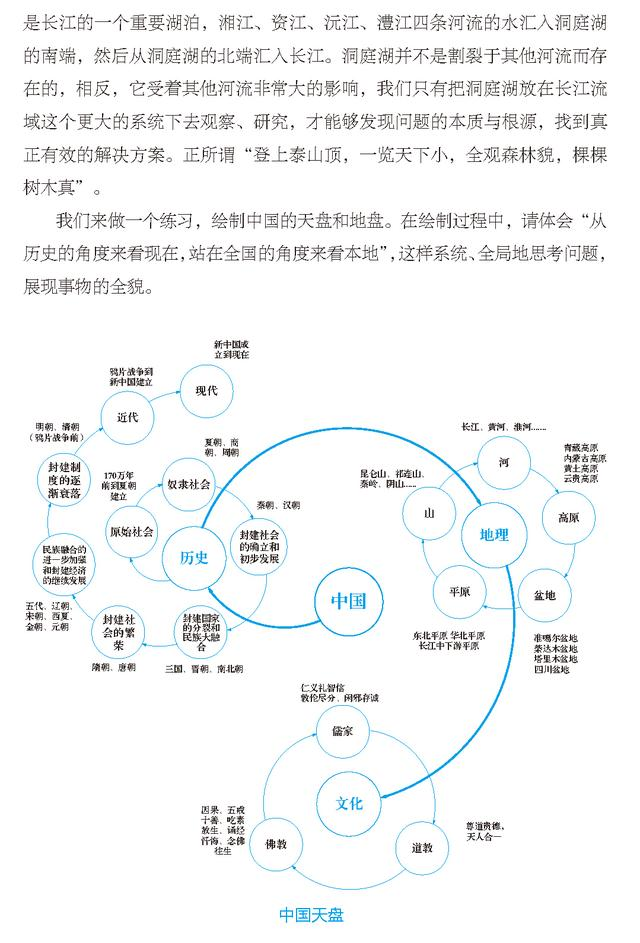 是长江的一个重要湖泊，湘江、资江、沅江、澧江四条河流的水汇入洞庭湖
的南端，然后从洞庭湖的北端汇入长江。洞庭湖并不是割裂于其他河流而存
在的，相反，它受着其他河流非常大的影响，我们只有把洞庭湖放在长江流
域这个更大的系统下去观察、研究，才能够发现问题的本质与根源，找到真
正有效的解决方案。正所谓“登上泰山顶，一览天下小，全观森林貌，棵棵
树木真”。
我们来做一个练习，绘制中国的天盘和地盘。在绘制过程中，请体会“从
历史的角度来看现在，站在全国的角度来看本地”，这样系统、全局地思考问题，
展现事物的全貌。
新中国成
立到现在
现代
鸦片战争到
新中国建立
近代
明朝、清朝
（鸦片战争前）
封建制
度的逐
渐衰落
民族融合的
进一步加强
和封建经济
的继续发展
五代、辽朝、
宋朝、西夏、
金朝、元朝
封建社
会的繁
荣
隋朝、唐朝
封建国家
的分裂和
民族大融
合
三国、晋朝、南北朝
封建社会
的确立和
初步发展
秦朝、汉朝
奴隶社会
夏朝、商
朝、周朝
原始社会
170万年
前到夏朝
建立
历史
中国
地理
河
长江、黄河、淮河……
高原
青藏高原
内蒙古高原
黄土高原
云贵高原
盆地
准噶尔盆地
柴达木盆地
塔里木盆地
四川盆地
平原
东北平原 华北平原
长江中下游平原
山
昆仑山、祁连山、
秦岭、阴山……
文化
仁义礼智信
敦伦尽分、闲邪存诚
儒家
道教
尊道贵德，
天人合一
佛教
因果、五戒
十善、吃素
放生、诵经
忏悔、念佛
往生
中国天盘